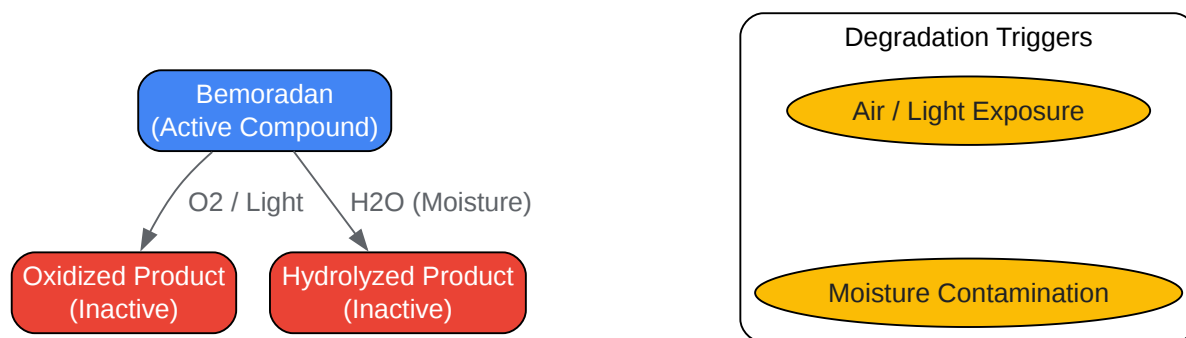 Degradation Triggers
Bemoradan
(Active Compound)
Air / Light Exposure
O2 / Light
H2O (Moisture)
Oxidized Product
(Inactive)
Hydrolyzed Product
(Inactive)
Moisture Contamination